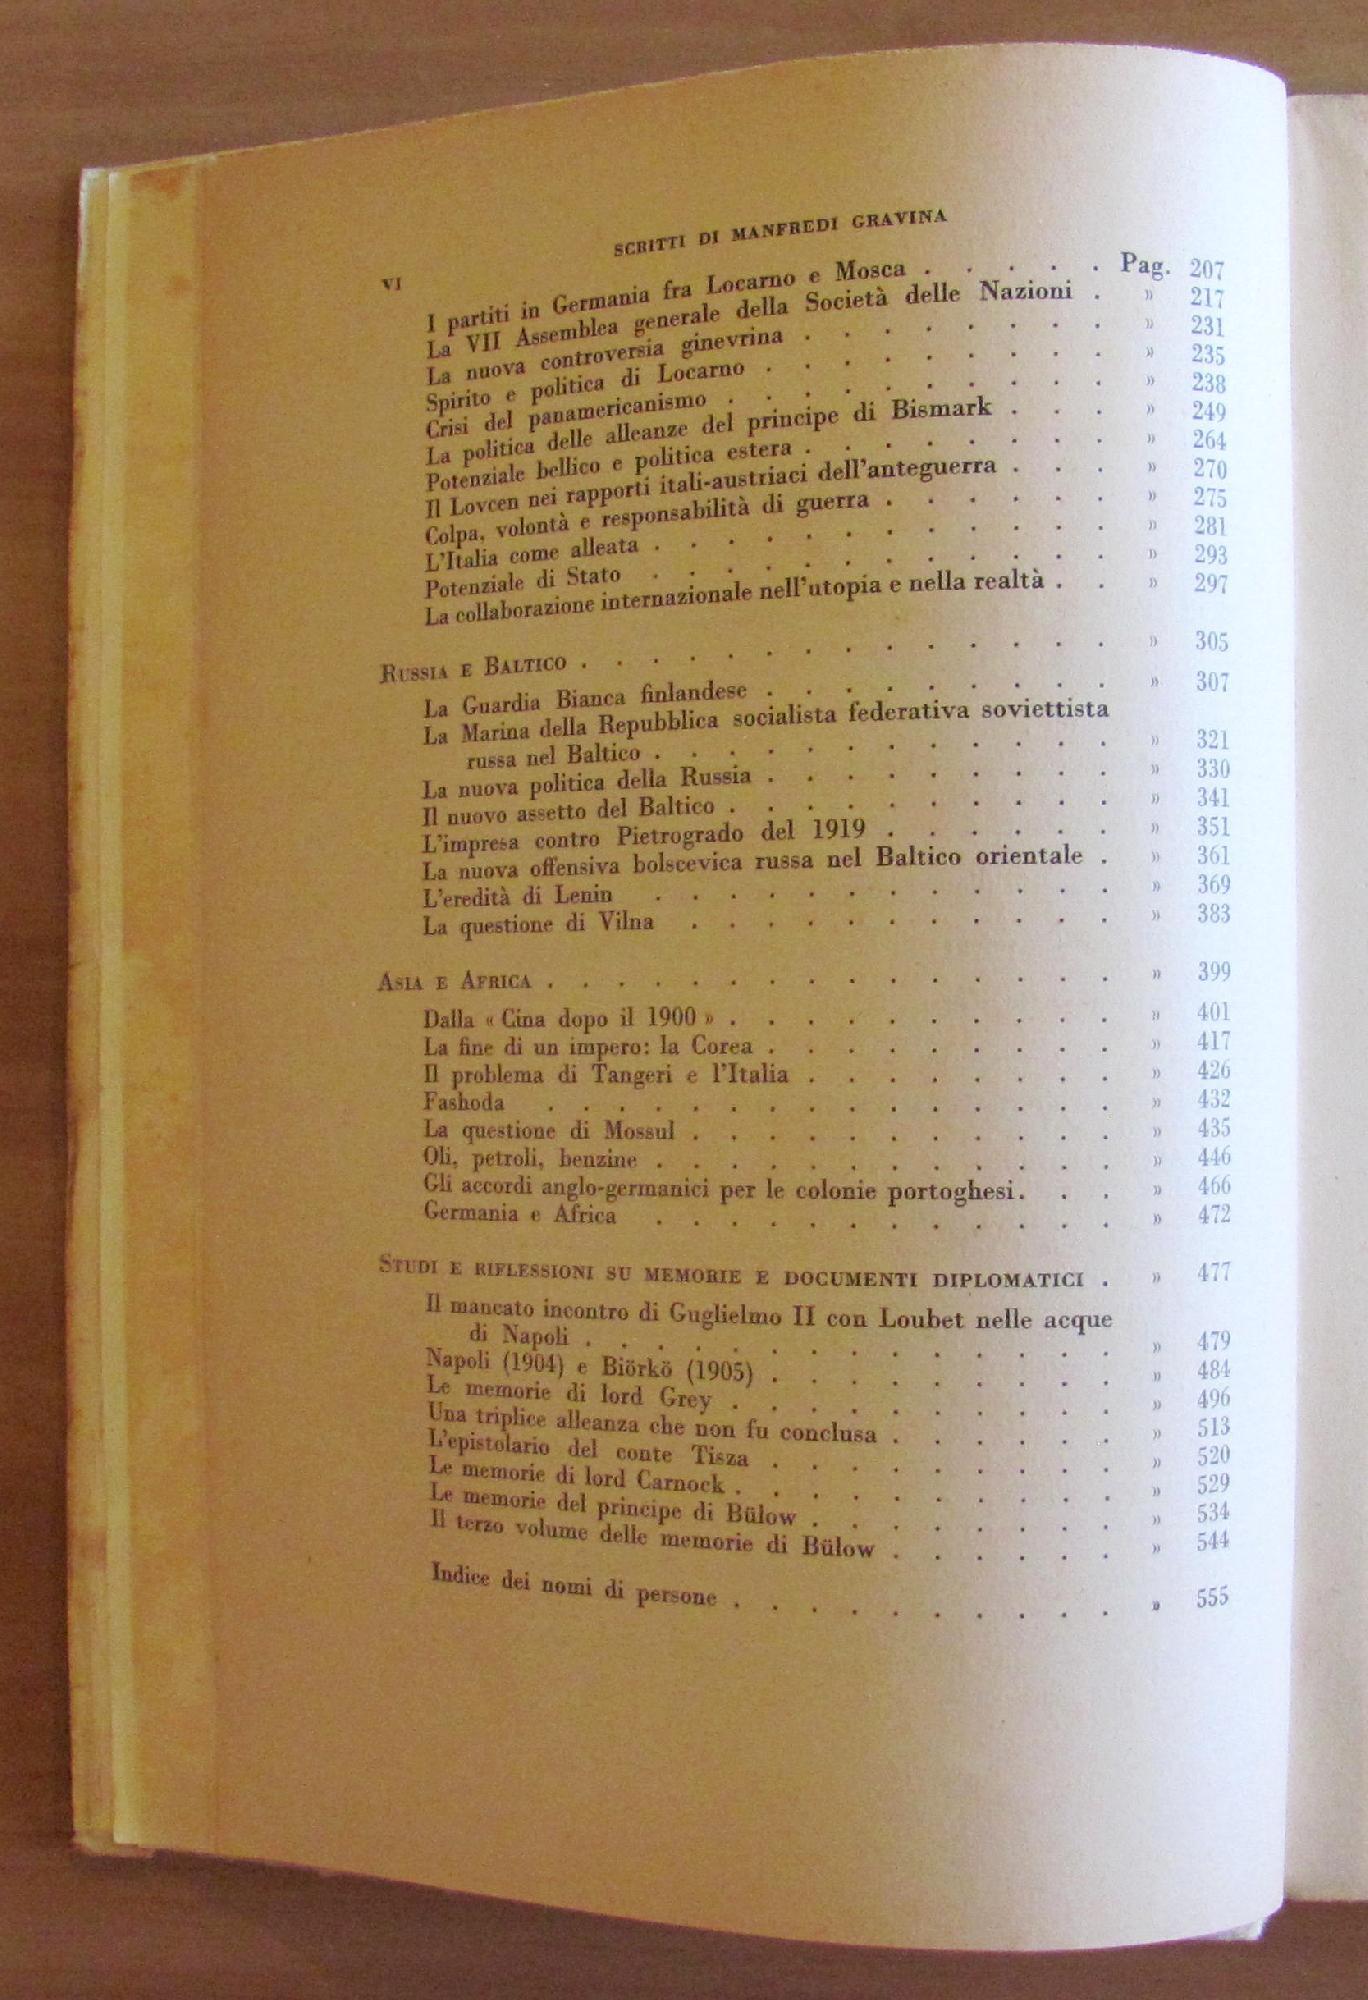 VI
SCRITTI DI MANFREDI GRAVINA
I partiti in Germania fra Locarno e Mosca . . . . . Pag. 207
La VII Assemblea generale della Società delle Nazioni . » 217
La nuova controversia ginevrina . . . . . . . . » 231
Spirito e politica di Locarno . . . . . . . . . » 235
Crisi del panamericanismo . . . . . . . . . . » 238
La politica delle alleanze del principe di Bismark . . . » 249
Potenziale bellico e politica estera . . . . . . . . » 264
Il Lovcen nei rapporti itali-austriaci dell'anteguerra . . . » 270
Colpa, volontà e responsabilità di guerra . . . . . . » 275
L'Italia come alleata . . . . . . . . . . . . » 281
Potenziale di Stato . . . . . . . . . . . . » 293
La collaborazione internazionale nell'utopia e nella realtà . . » 297
RUSSIA E BALTICO . . . . . . . . . . . . . . » 305
La Guardia Bianca finlandese . . . . . . . . . » 307
La Marina della Repubblica socialista federativa soviettista
russa nel Baltico . . . . . . . . . . . . » 321
La nuova politica della Russia . . . . . . . . . » 330
Il nuovo assetto del Baltico . . . . . . . . . . » 341
L'impresa contro Pietrogrado del 1919 . . . . . . » 351
La nuova offensiva bolscevica russa nel Baltico orientale . » 361
L'eredità di Lenin . . . . . . . . . . . . » 369
La questione di Vilna . . . . . . . . . . . » 383
ASIA E AFRICA . . . . . . . . . . . . . . . » 399
Dalla « Cina dopo il 1900 » . . . . . . . . . . » 401
La fine di un impero: la Corea . . . . . . . . . » 417
Il problema di Tangeri e l'Italia . . . . . . . . » 426
Fashoda . . . . . . . . . . . . . . . » 432
La questione di Mossul . . . . . . . . . . . » 435
Oli, petroli, benzine . . . . . . . . . . . . » 446
Gli accordi anglo-germanici per le colonie portoghesi . . . » 466
Germania e Africa . . . . . . . . . . . . » 472
STUDI E RIFLESSIONI SU MEMORIE E DOCUMENTI DIPLOMATICI . » 477
Il mancato incontro di Guglielmo II con Loubet nelle acque
di Napoli . . . . . . . . . . . . . . » 479
Napoli (1904) e Biörkö (1905) . . . . . . . . . » 484
Le memorie di lord Grey . . . . . . . . . . » 496
Una triplice alleanza che non fu conclusa . . . . . . » 513
L'epistolario del conte Tisza . . . . . . . . . » 520
Le memorie di lord Carnock . . . . . . . . . . » 529
Le memorie del principe di Bülow . . . . . . . . » 534
Il terzo volume delle memorie di Bülow . . . . . . » 544
Indice dei nomi di persone . . . . . . . . . . » 555